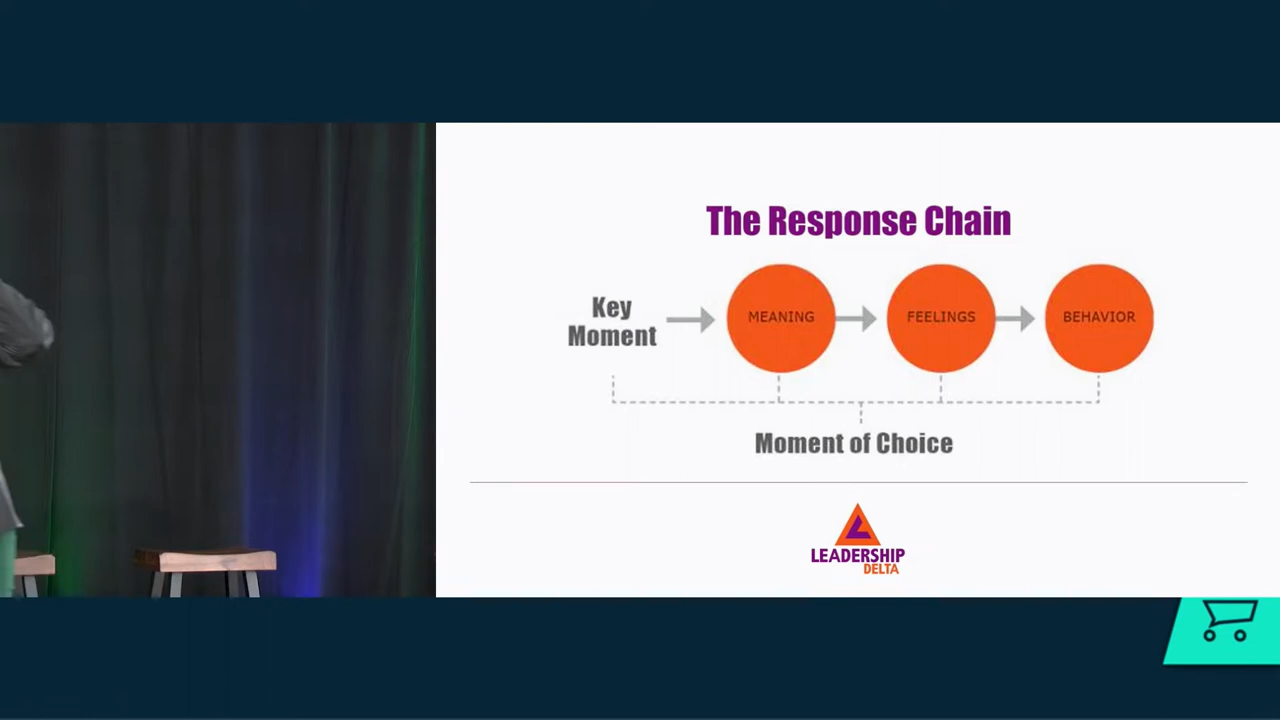 The Response Chain
Key
Moment
MEANING
FEELINGS
BEHAVIOR
Moment of Choice
LEADERSHIP
DELTA